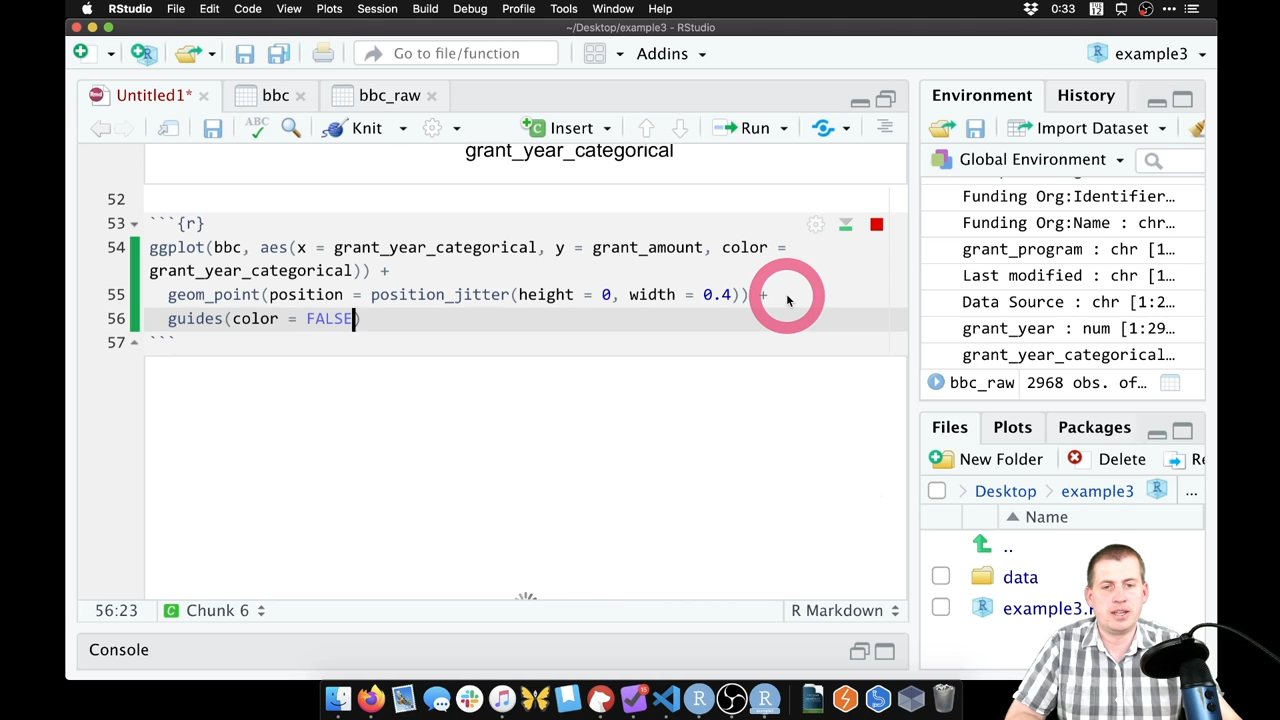 RStudio File Edit Code View Plots Session Build Debug Profile Tools Window Help 0:33
~/Desktop/example3 - RStudio
Go to file/function Addins example3
Untitled1* bbc bbc_raw
ABC Knit Insert Run
grant_year_categorical
52
53 ```{r}
54 ggplot(bbc, aes(x = grant_year_categorical, y = grant_amount, color =
grant_year_categorical)) +
55 geom_point(position = position_jitter(height = 0, width = 0.4)) +
56 guides(color = FALSE)
57 ```
56:23 C Chunk 6 R Markdown
Console
Environment History
Import Dataset
Global Environment
Funding Org:Identifier…
Funding Org:Name : chr…
grant_program : chr [1…
Last modified : chr [1…
Data Source : chr [1:2…
grant_year : num [1:29…
grant_year_categorical…
bbc_raw 2968 obs. of…
Files Plots Packages
New Folder Delete Re
Desktop example3 ...
Name
..
data
example3.R